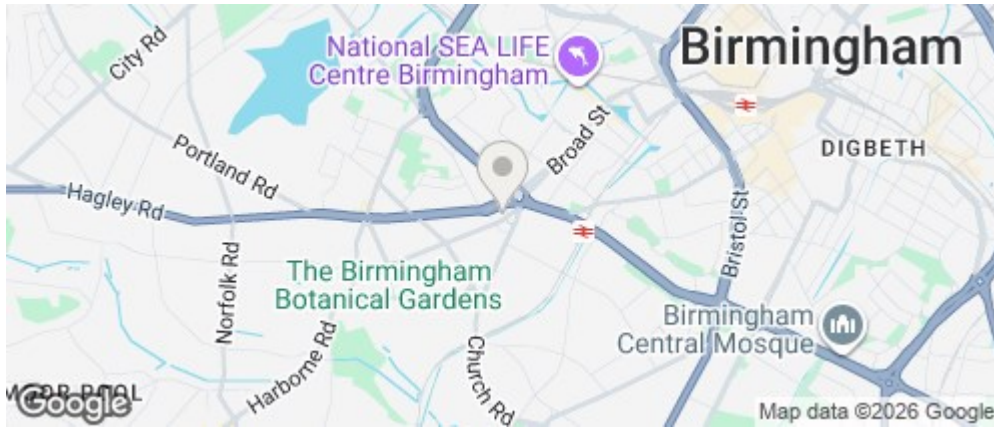 City Rd
National SEA LIFE
Centre Birmingham
Birmingham
Broad St
DIGBETH
Portland Rd
Hagley Rd
Norfolk Rd
Bristol St
The Birmingham
Botanical Gardens
Harborne Rd
Church Rd
Birmingham
Central Mosque
Google
Map data ©2026 Google